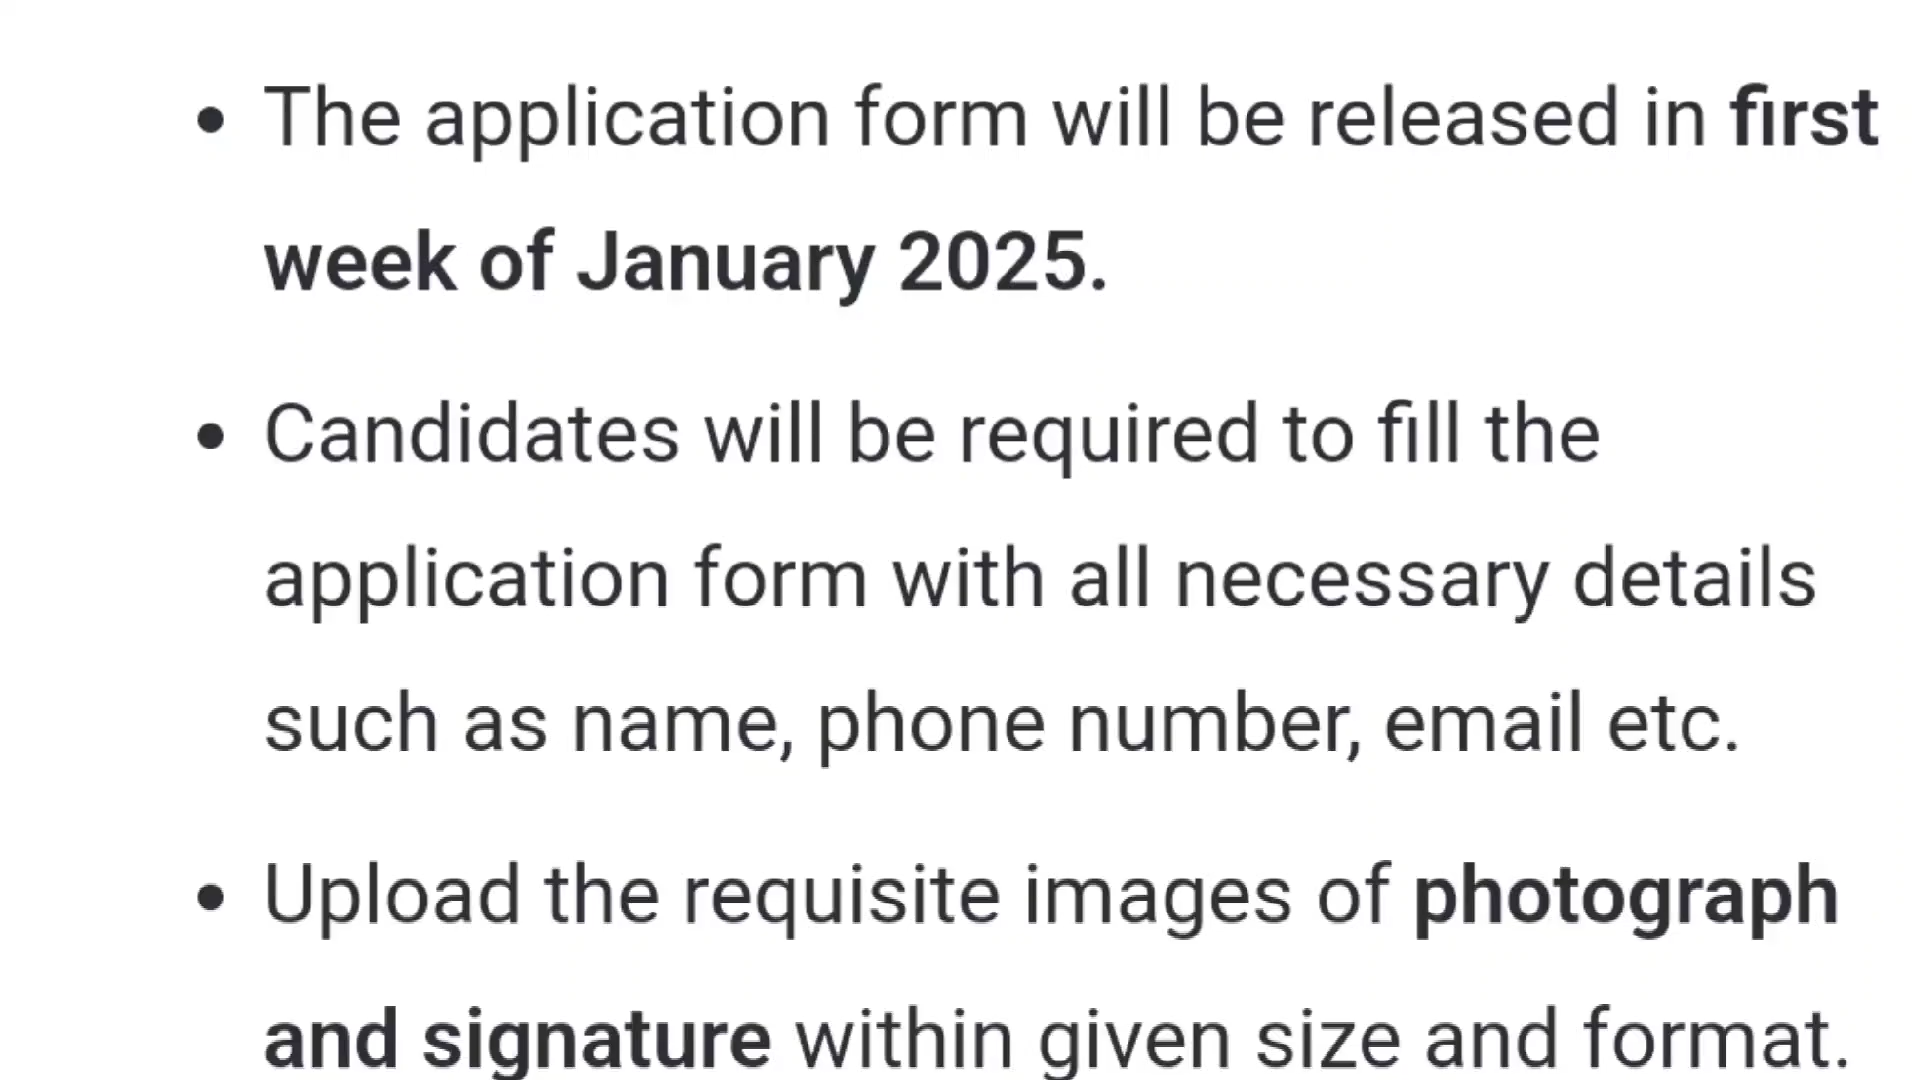 • The application form will be released in first
week of January 2025.
• Candidates will be required to fill the
application form with all necessary details
such as name, phone number, email etc.
• Upload the requisite images of photograph
and signature within given size and format.